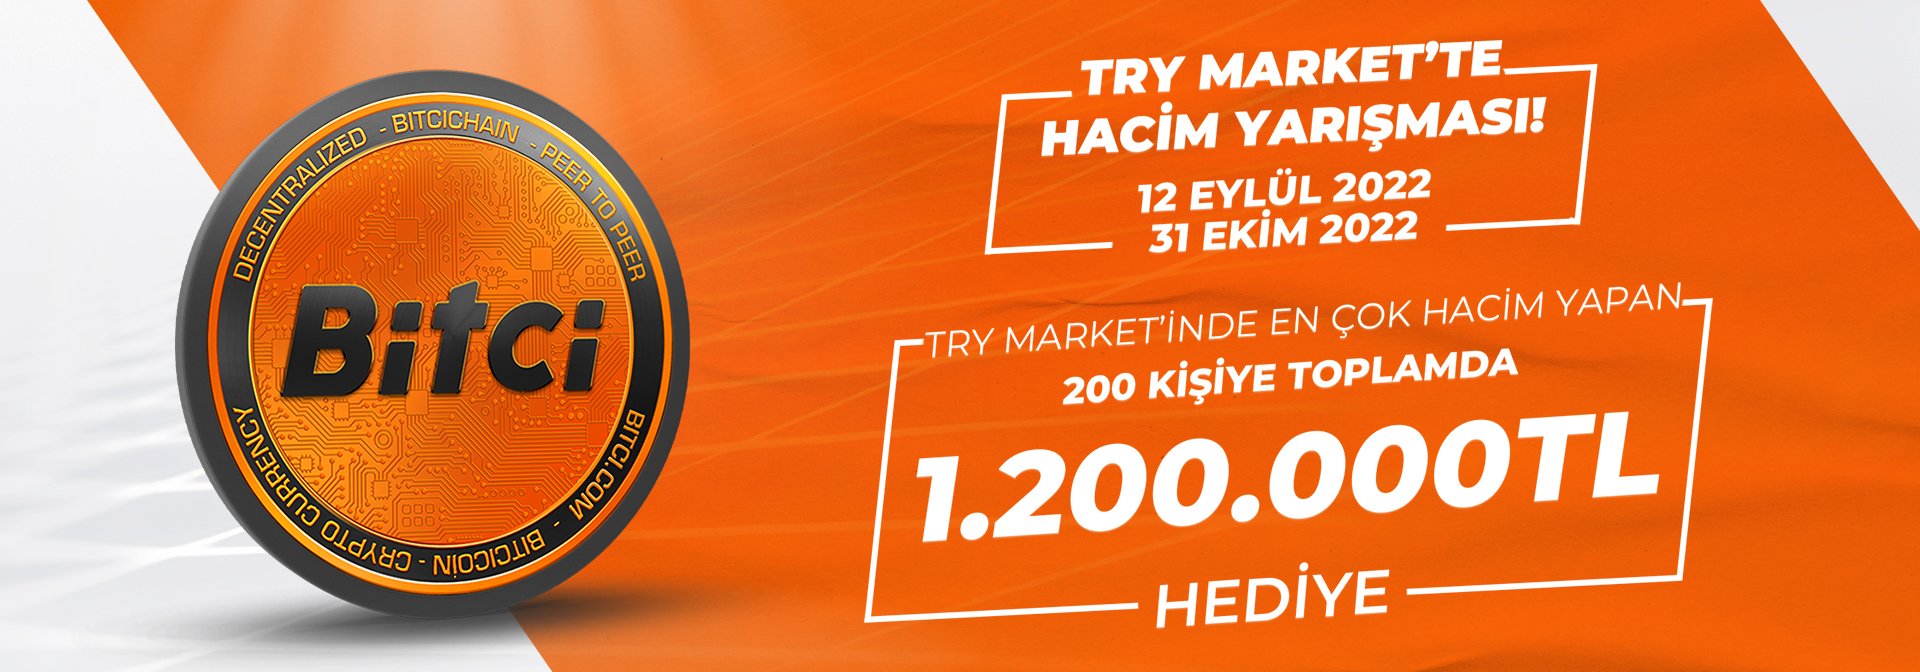 DECENTRALİZED - BITCICHAIN - PEER TO PEER
Bitci
BITCI.COM - BITCICOİN - CRYPTO CURRENCY
TRY MARKET’TE
HACİM YARIŞMASI!
12 EYLÜL 2022
31 EKİM 2022
TRY MARKET’İNDE EN ÇOK HACİM YAPAN
200 KİŞİYE TOPLAMDA
1.200.000TL
HEDİYE